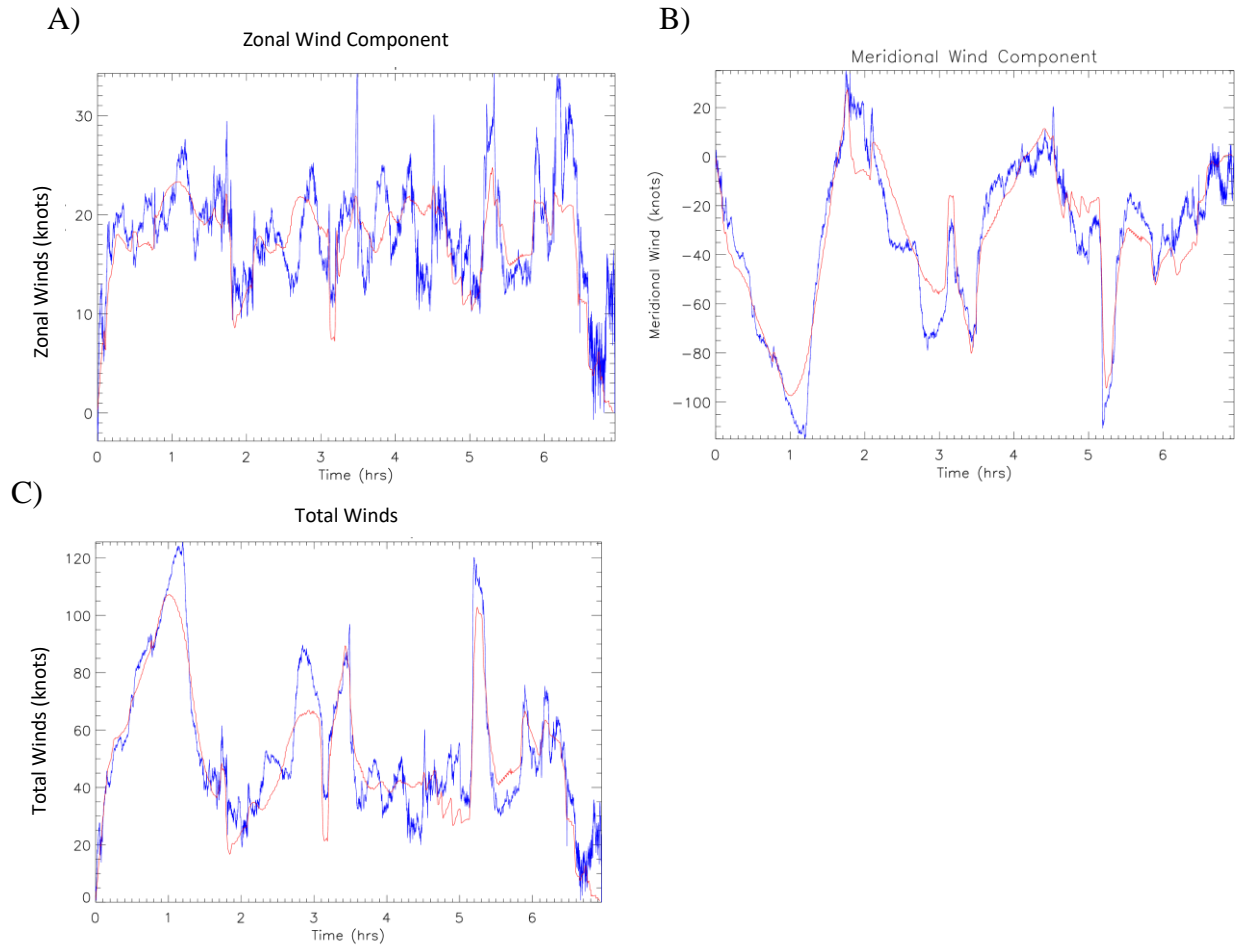 A)
Zonal Wind Component
Zonal Winds (knots)
30
20
10
0
0 1 2 3 4 5 6
Time (hrs)
B)
Meridional Wind Component
Meridional Wind (knots)
20
0
−20
−40
−60
−80
−100
0 1 2 3 4 5 6
Time (hrs)
C)
Total Winds
Total Winds (knots)
120
100
80
60
40
20
0
0 1 2 3 4 5 6
Time (hrs)